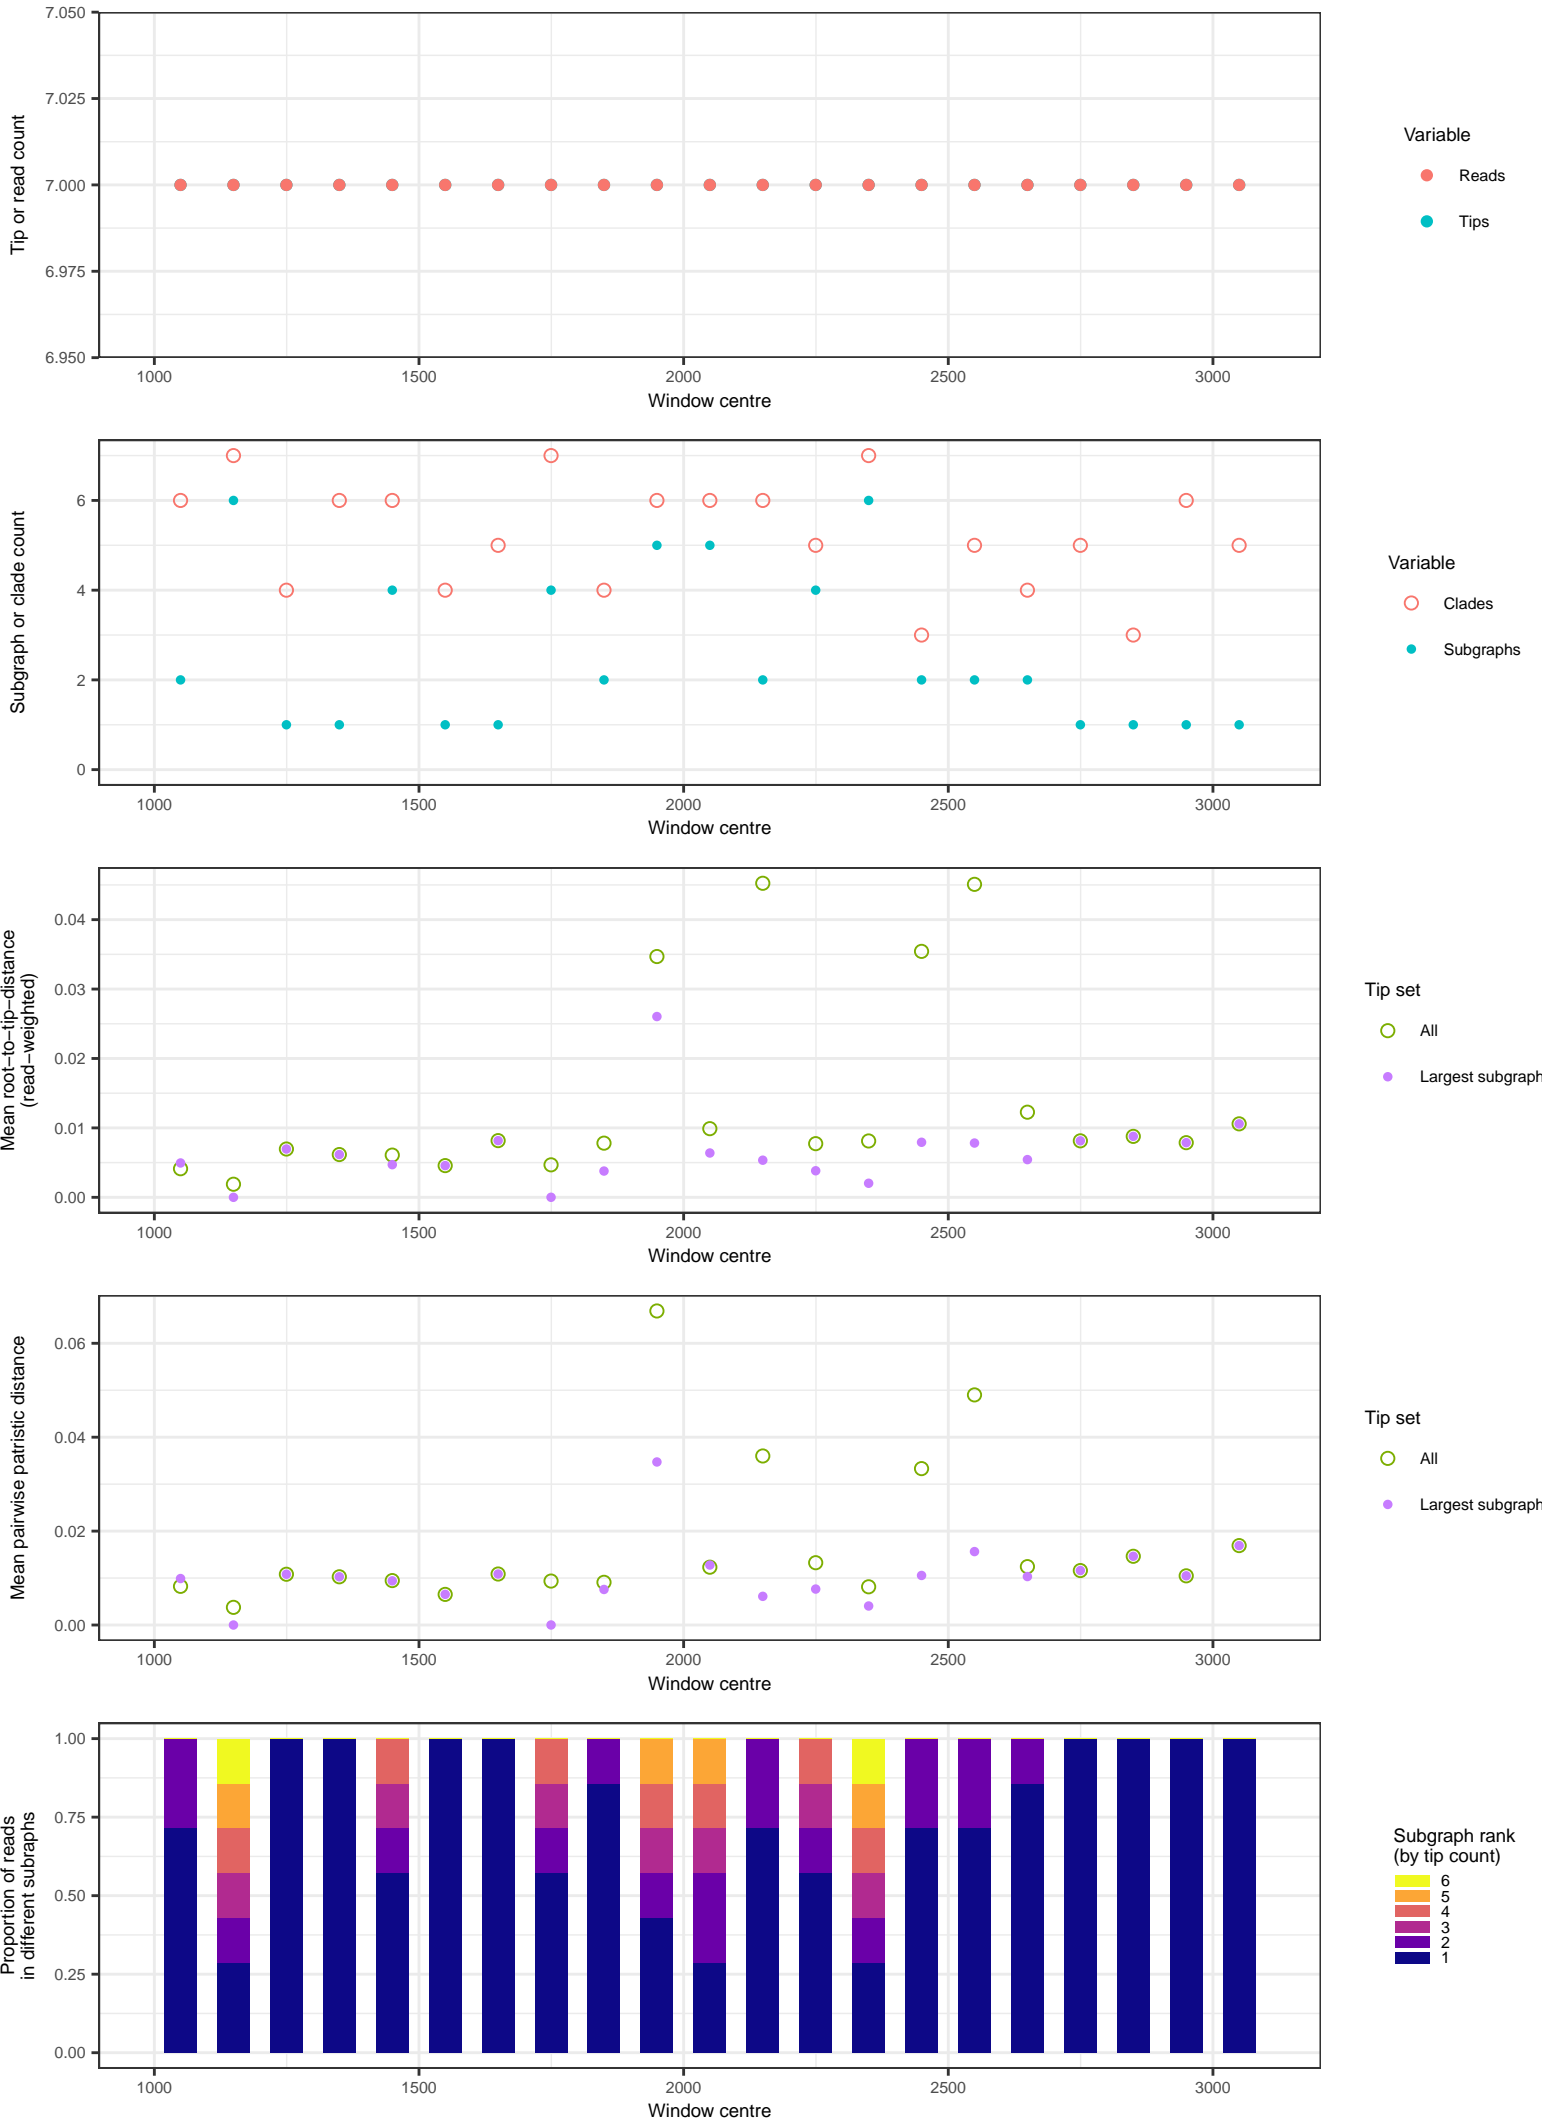 7.050
7.025
7.000
6.975
6.950
Tip or read count
1000 1500 2000 2500 3000
Window centre
Variable
Reads
Tips
6
4
2
0
Subgraph or clade count
1000 1500 2000 2500 3000
Window centre
Variable
Clades
Subgraphs
0.04
0.03
0.02
0.01
0.00
Mean root−to−tip−distance
(read−weighted)
1000 1500 2000 2500 3000
Window centre
Tip set
All
Largest subgraph
0.06
0.04
0.02
0.00
Mean pairwise patristic distance
1000 1500 2000 2500 3000
Window centre
Tip set
All
Largest subgraph
1.00
0.75
0.50
0.25
0.00
Proportion of reads
in different subraphs
1000 1500 2000 2500 3000
Window centre
Subgraph rank
(by tip count)
6
5
4
3
2
1